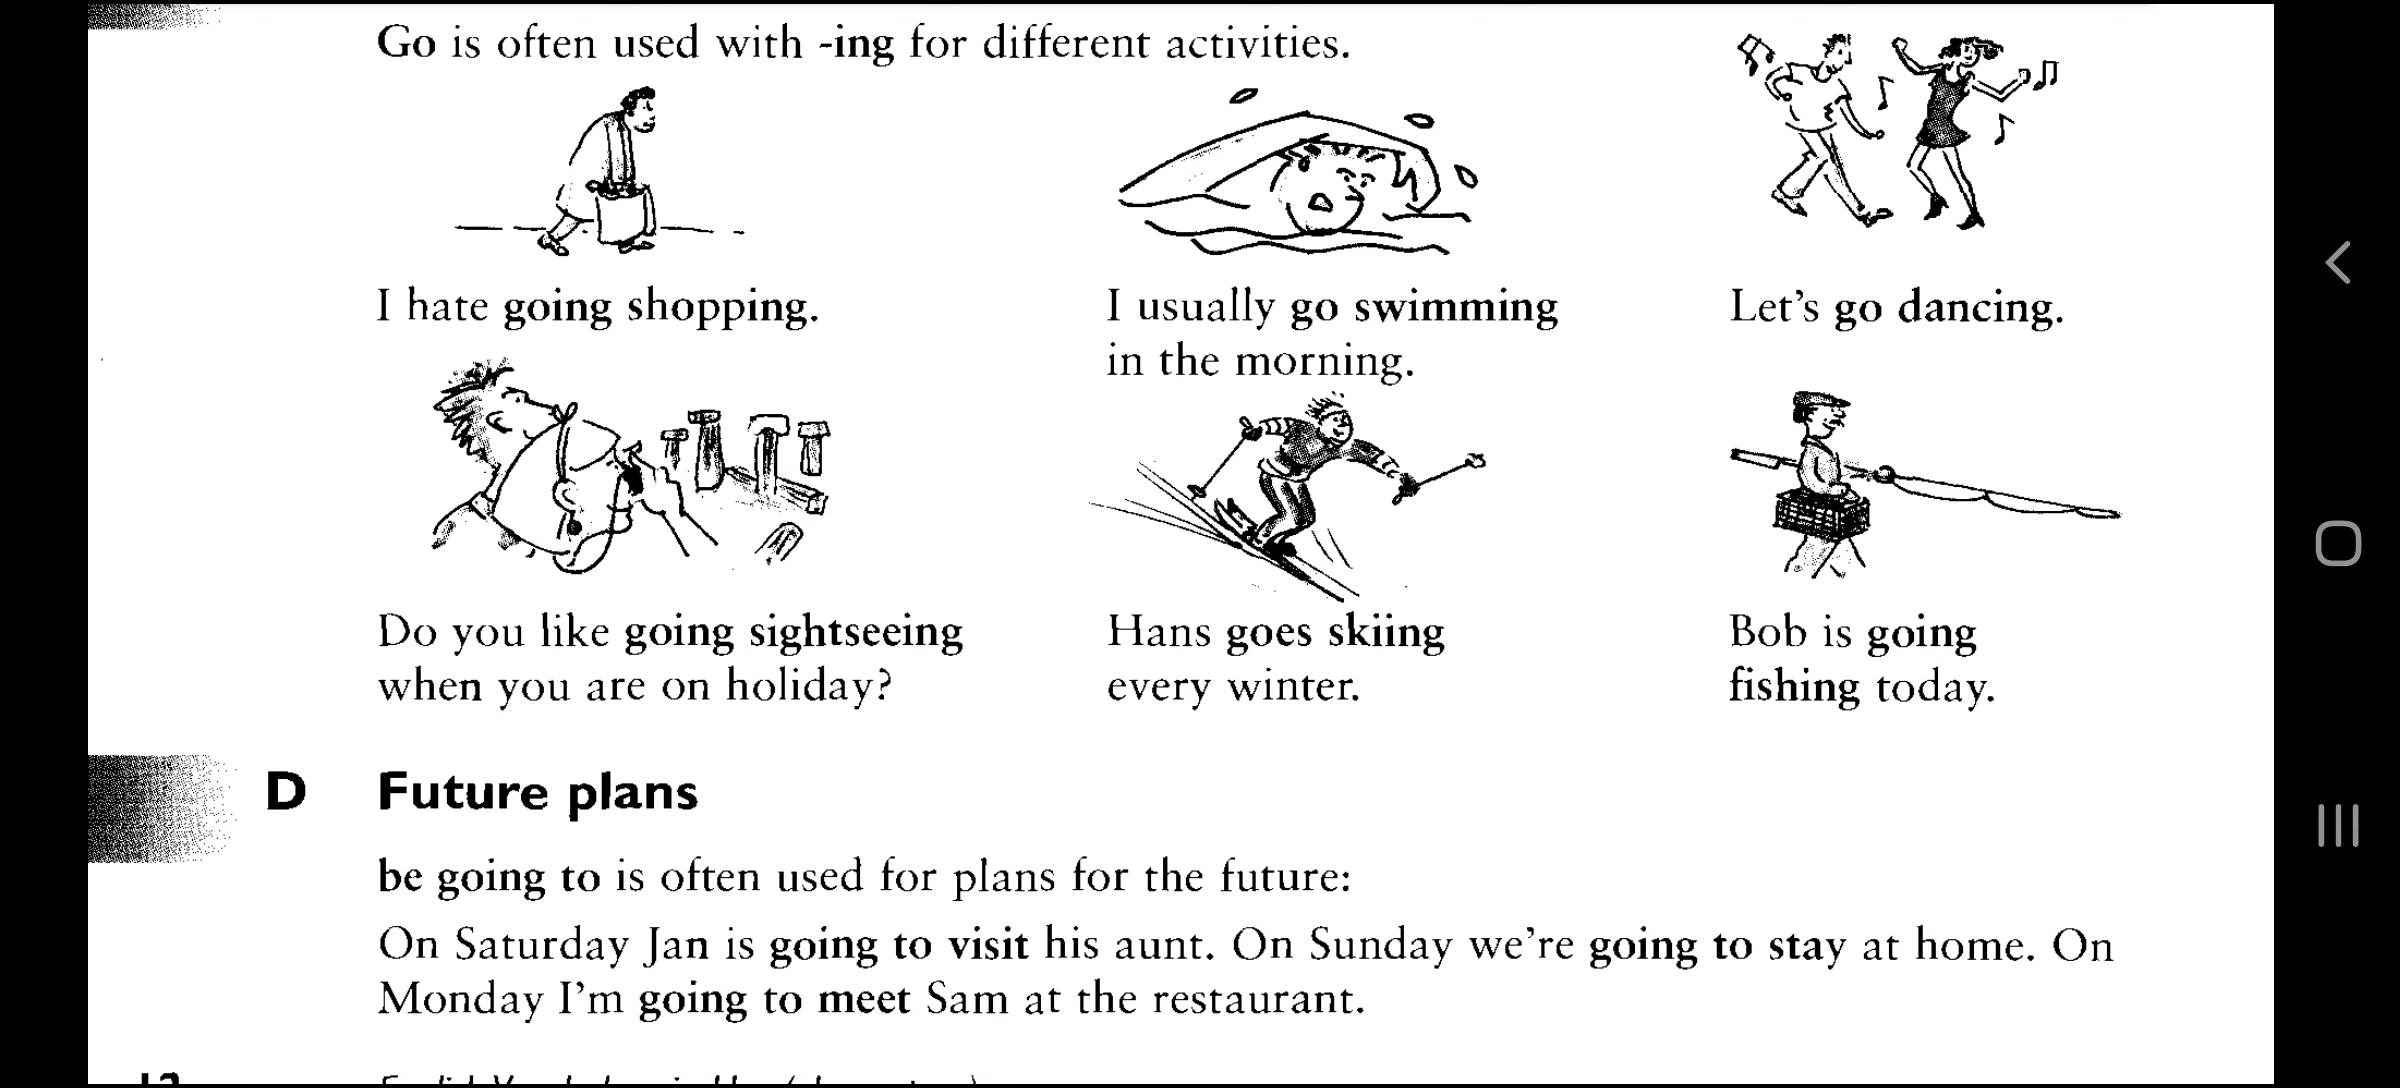 Go is often used with -ing for different activities.
I hate going shopping.
I usually go swimming
in the morning.
Let's go dancing.
Do you like going sightseeing
when you are on holiday?
Hans goes skiing
every winter.
Bob is going
fishing today.
D Future plans
be going to is often used for plans for the future:
On Saturday Jan is going to visit his aunt. On Sunday we're going to stay at home. On
Monday I'm going to meet Sam at the restaurant.